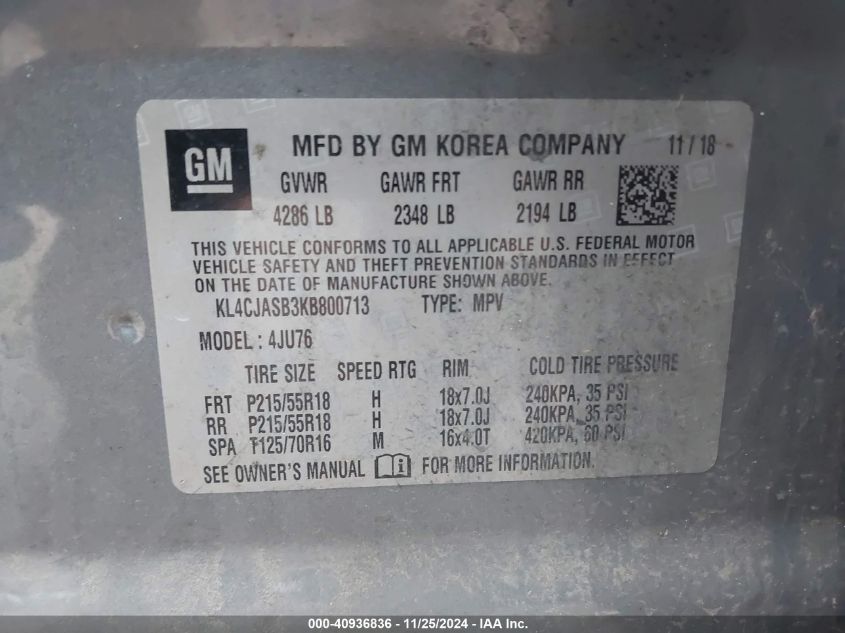 GM
MFD BY GM KOREA COMPANY 11/18
GVWR GAWR FRT GAWR RR
4286 LB 2348 LB 2194 LB
THIS VEHICLE CONFORMS TO ALL APPLICABLE U.S. FEDERAL MOTOR
VEHICLE SAFETY AND THEFT PREVENTION STANDARDS IN EFFECT
ON THE DATE OF MANUFACTURE SHOWN ABOVE.
KL4CJASB3KB800713 TYPE: MPV
MODEL: 4JU76
TIRE SIZE SPEED RTG RIM COLD TIRE PRESSURE
FRT P215/55R18 H 18x7.0J 240KPA, 35 PSI
RR P215/55R18 H 18x7.0J 240KPA, 35 PSI
SPA T125/70R16 M 16x4.0T 420KPA, 60 PSI
SEE OWNER'S MANUAL FOR MORE INFORMATION.
000-40936836 - 11/25/2024 - IAA Inc.